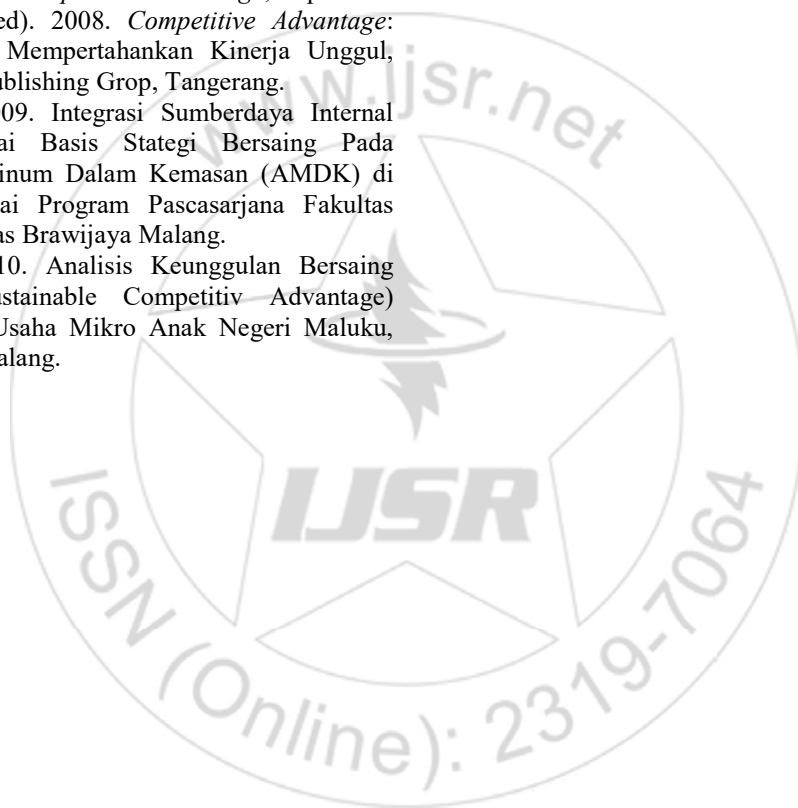 ed). 2008. Competitive Advantage:
Mempertahankan Kinerja Unggul,
ublishing Grop, Tangerang.
09. Integrasi Sumberdaya Internal
ai Basis Stategi Bersaing Pada
inum Dalam Kemasan (AMDK) di
ai Program Pascasarjana Fakultas
as Brawijaya Malang.
10. Analisis Keunggulan Bersaing
ustainable Competitiv Advantage)
Usaha Mikro Anak Negeri Maluku,
alang.
www.ijsr.net
IJSR
ISSN (Online): 2319-7064